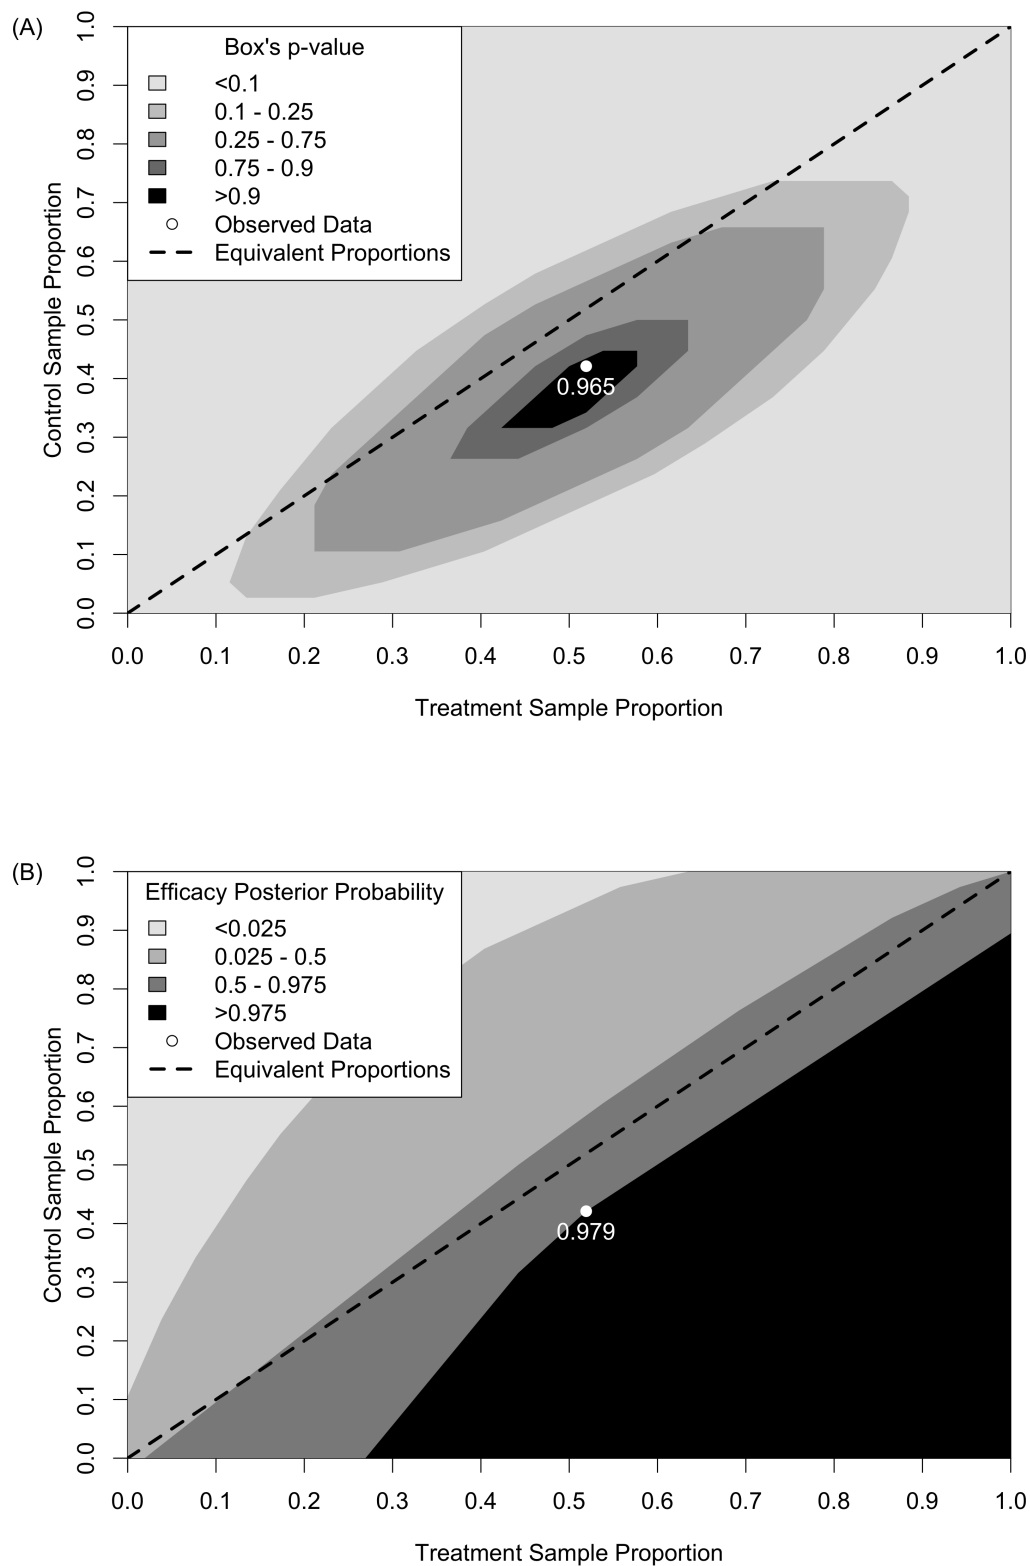 (A)
Box's p-value
<0.1
0.1 - 0.25
0.25 - 0.75
0.75 - 0.9
>0.9
Observed Data
Equivalent Proportions
Control Sample Proportion
1.0
0.9
0.8
0.7
0.6
0.5
0.4
0.3
0.2
0.1
0.0
0.965
0.0 0.1 0.2 0.3 0.4 0.5 0.6 0.7 0.8 0.9 1.0
Treatment Sample Proportion
(B)
Efficacy Posterior Probability
<0.025
0.025 - 0.5
0.5 - 0.975
>0.975
Observed Data
Equivalent Proportions
Control Sample Proportion
1.0
0.9
0.8
0.7
0.6
0.5
0.4
0.3
0.2
0.1
0.0
0.979
0.0 0.1 0.2 0.3 0.4 0.5 0.6 0.7 0.8 0.9 1.0
Treatment Sample Proportion